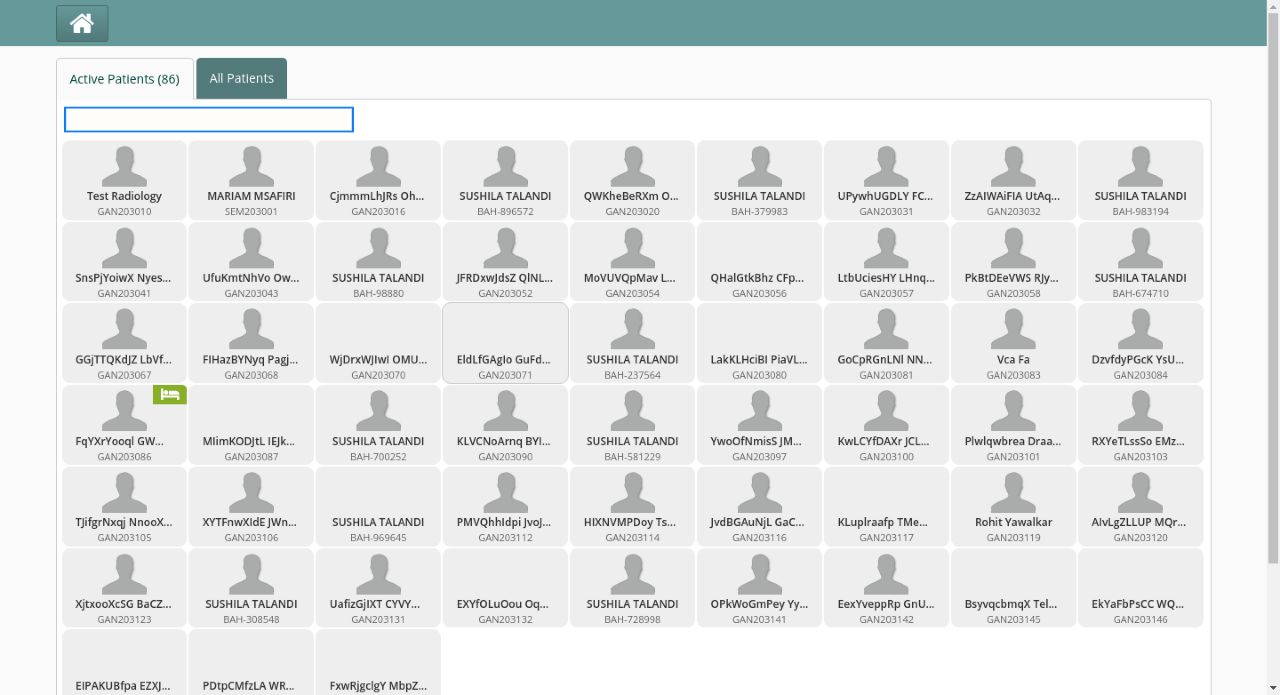 Active Patients (86)
All Patients
Test Radiology
GAN203010
MARIAM MSAFIRI
SEM203001
CjmmmLhJRs Oh...
GAN203016
SUSHILA TALANDI
BAH-896572
QWKheBeRXm O...
GAN203020
SUSHILA TALANDI
BAH-379983
UPywhUGDLY FC...
GAN203031
ZzAIWAiFIA UtAq...
GAN203032
SUSHILA TALANDI
BAH-983194
SnsPjYoiwX Nyes...
GAN203041
UfuKmtNhVo Ow...
GAN203043
SUSHILA TALANDI
BAH-98880
JFRDxwJdsZ QlNL...
GAN203052
MoVUVQpMav L...
GAN203054
QHalGtkBhz CFp...
GAN203056
LtbUciesHY LHnq...
GAN203057
PkBtDEeVWS RJy...
GAN203058
SUSHILA TALANDI
BAH-674710
GGjTTQKdJZ LbVf...
GAN203067
FIHazBYNyq Pagj...
GAN203068
WjDrxWJIwI OMU...
GAN203070
EldLfGAgIo GuFd...
GAN203071
SUSHILA TALANDI
BAH-237564
LakKLHciBI PiaVL...
GAN203080
GoCpRGnLNl NN...
GAN203081
Vca Fa
GAN203083
DzvfdyPGcK YsU...
GAN203084
FqYXrYooql GW...
GAN203086
MIimKODJtL IEJk...
GAN203087
SUSHILA TALANDI
BAH-700252
KLVCNoArnq BYI...
GAN203090
SUSHILA TALANDI
BAH-581229
YwoOfNmisS JM...
GAN203097
KwLCYfDAXr JCL...
GAN203100
Plwlqwbrea Draa...
GAN203101
RXYeTLssSo EMz...
GAN203103
TJifgrNxqj NnooX...
GAN203105
XYTFnwXIdE JWn...
GAN203106
SUSHILA TALANDI
BAH-969645
PMVQhhIdpi JvoJ...
GAN203112
HIXNVMPDoy Ts...
GAN203114
JvdBGAuNjL GaC...
GAN203116
KLuplraafp TMe...
GAN203117
Rohit Yawalkar
GAN203119
AIvLgZLLUP MQr...
GAN203120
XjtxooXcSG BaCZ...
GAN203123
SUSHILA TALANDI
BAH-308548
UafizGjIXT CYVY...
GAN203131
EXYfOLuOou Oq...
GAN203132
SUSHILA TALANDI
BAH-728998
OPkWoGmPey Yy...
GAN203141
EexYveppRp GnU...
GAN203142
BsyvqcbmqX Tel...
GAN203145
EkYaFbPsCC WQ...
GAN203146
EIPAKUBfpa EZXJ...
PDtpCMfzLA WR...
FxwRjgclgY MbpZ...